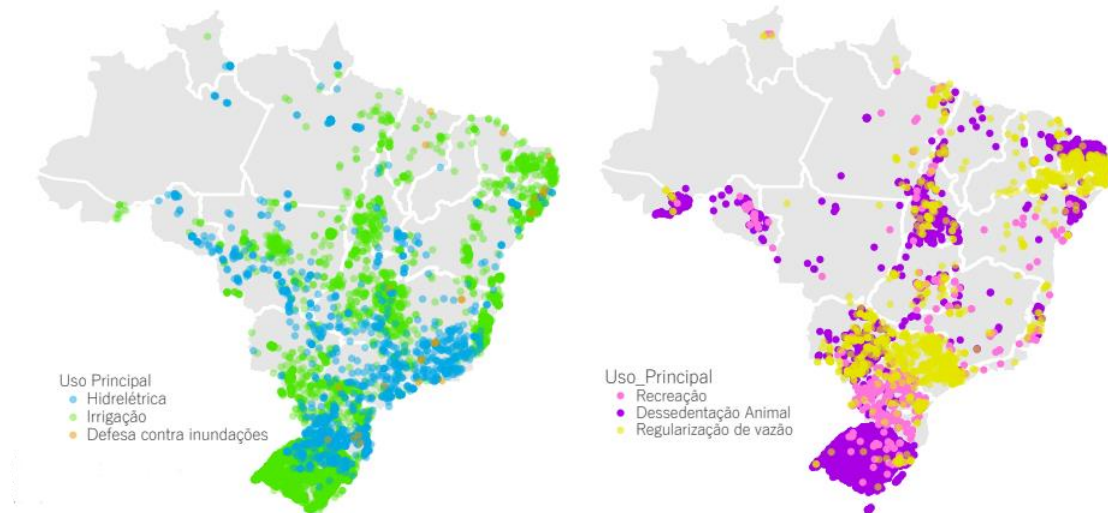 Uso Principal
Hidrelétrica
Irrigação
Defesa contra inundações
Uso_Principal
Recreação
Dessedentação Animal
Regularização de vazão